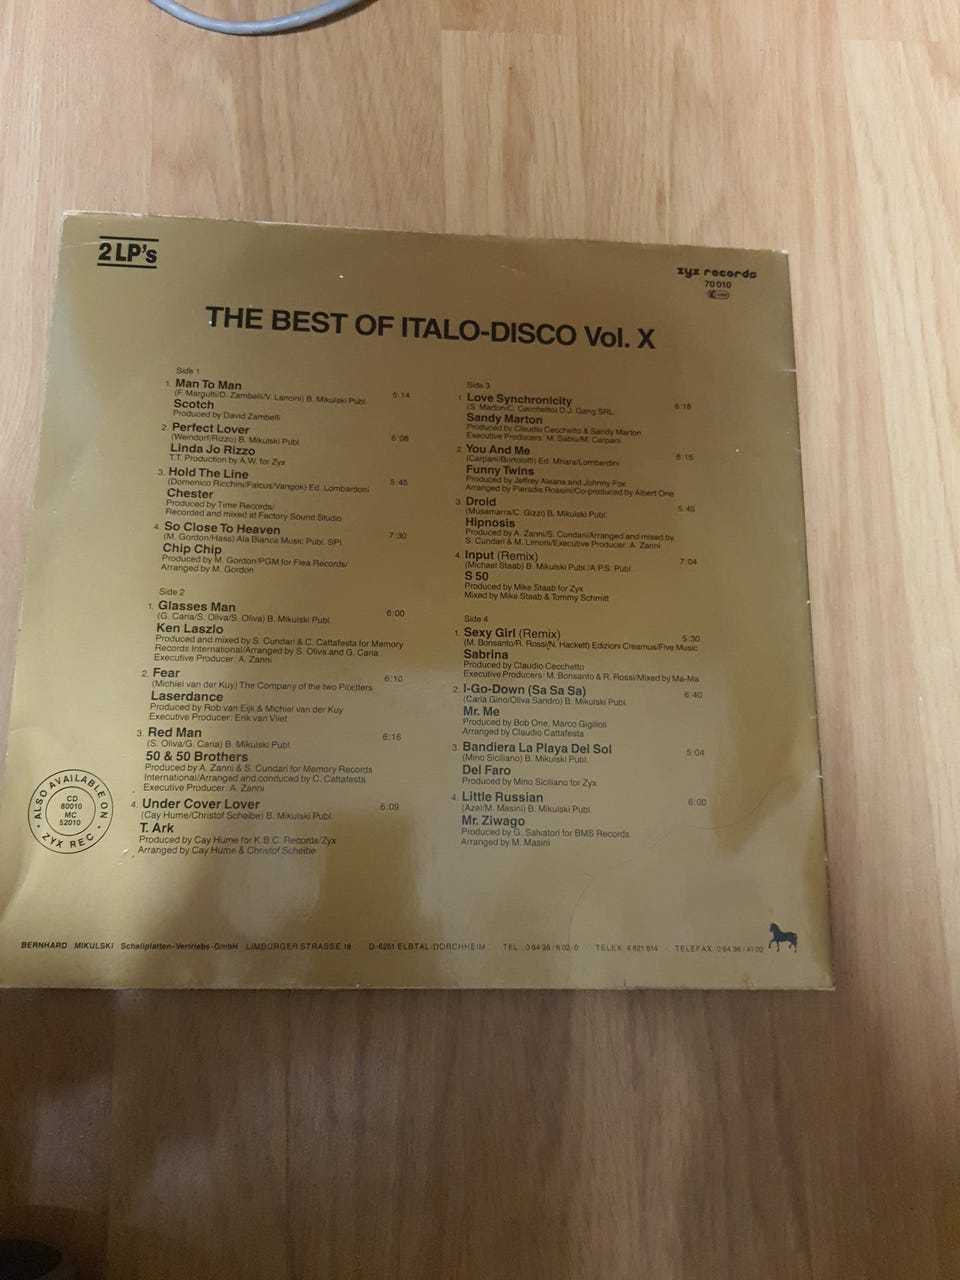 2 LP's
zyx records
70 010
THE BEST OF ITALO-DISCO Vol. X
Side 1
1. Man To Man 5:14
(F. Margutti/D. Zambelli/V. Lancini) B. Mikulski Publ.
Scotch
Produced by David Zambelli
2. Perfect Lover 6:08
(Weindorf/Rizzo) B. Mikulski Publ.
Linda Jo Rizzo
T.T. Production by A.W. for Zyx
3. Hold The Line 5:45
(Domenico Ricchini/Falcus/Vangok) Ed. Lombardoni
Chester
Produced by Time Records/
Recorded and mixed at Factory Sound Studio
4. So Close To Heaven 7:30
(M. Gordon/Hass) Ala Bianca Music Publ. SPI.
Chip Chip
Produced by M. Gordon/PGM for Flea Records/
Arranged by M. Gordon
Side 2
1. Glasses Man 6:00
(G. Caria/S. Oliva/S. Oliva) B. Mikulski Publ.
Ken Laszlo
Produced and mixed by S. Cundari & C. Cattafesta for Memory
Records International/Arranged by S. Oliva and G. Caria
Executive Producer: A. Zanni
2. Fear 6:10
(Michiel van der Kuy) The Company of the two Pi(e)ters
Laserdance
Produced by Rob van Eijk & Michiel van der Kuy
Executive Producer: Erik van Vliet
3. Red Man 6:16
(S. Oliva/G. Caria) B. Mikulski Publ.
50 & 50 Brothers
Produced by A. Zanni & S. Cundari for Memory Records
International/Arranged and conduced by C. Cattafesta
Executive Producer: A. Zanni
4. Under Cover Lover 6:09
(Cay Hume/Christof Scheibe) B. Mikulski Publ.
T. Ark
Produced by Cay Hume for K.B.C. Records/Zyx
Arranged by Cay Hume & Christof Scheibe
Side 3
1. Love Synchronicity 6:18
(S. Marton/C. Cacchetto) D.J. Gang SRL
Sandy Marton
Produced by Claudio Cecchetto & Sandy Marton
Executive Producers: M. Sabiu/M. Carpani
2. You And Me 6:15
(Carpani/Bortolotti) Ed. Mhara/Lombardini
Funny Twins
Produced by Jeffrey Aleans and Johnny Fox
Arranged by Pieradis Rossini/Co-produced by Albert One
3. Droid 5:45
(Musamarra/C. Gizzi) B. Mikulski Publ.
Hipnosis
Produced by A. Zanni/S. Cundari/Arranged and mixed by
S. Cundari & M. Limoni/Executive Producer: A. Zanni
4. Input (Remix) 7:04
(Michael Staab) B. Mikulski Publ./A.P.S. Publ.
S 50
Produced by Mike Staab for Zyx
Mixed by Mike Staab & Tommy Schmitt
Side 4
1. Sexy Girl (Remix) 5:30
(M. Bonsanto/R. Rossi/N. Hackett) Edizioni Creamus/Five Music
Sabrina
Produced by Claudio Cecchetto
Executive Producers: M. Bonsanto & R. Rossi/Mixed by Ma-Ma
2. I-Go-Down (Sa Sa Sa) 6:40
(Carla Gino/Oliva Sandro) B. Mikulski Publ.
Mr. Me
Produced by Bob One, Marco Gigilioli
Arranged by Claudio Cattafesta
3. Bandiera La Playa Del Sol 5:04
(Mino Siciliano) B. Mikulski Publ.
Del Faro
Produced by Mino Siciliano for Zyx
4. Little Russian 6:00
(Azel/M. Masini) B. Mikulski Publ.
Mr. Ziwago
Produced by G. Salvatori for BMS Records
Arranged by M. Masini
· ALSO AVAILABLE ON ·
CD
80010
MC
52010
ZYX REC
BERNHARD MIKULSKI Schallplatten-Vertriebs-GmbH LIMBURGER STRASSE 18 D-6251 ELBTAL-DORCHHEIM TEL.: 0 64 36 / 6 02-0 TELEX: 4 821 614 TELEFAX: 0 64 36 / 41 02